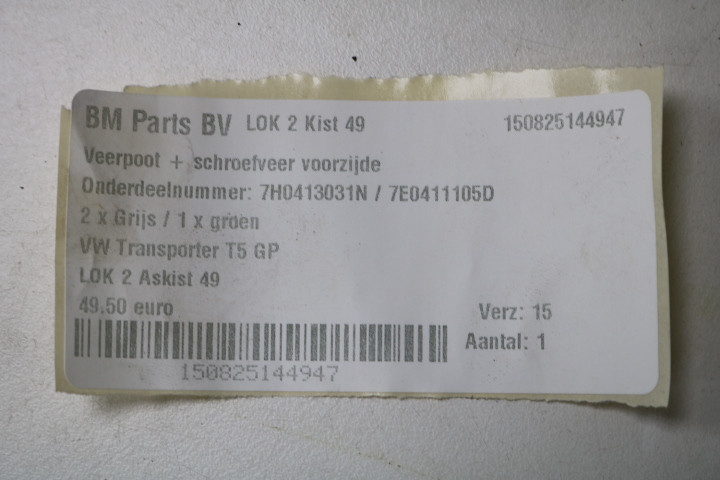 BM Parts BV LOK 2 Kist 49 150825144947
Veerpoot + schroefveer voorzijde
Onderdeelnummer: 7H0413031N / 7E0411105D
2 x Grijs / 1 x groen
VW Transporter T5 GP
LOK 2 Askist 49
49.50 euro Verz: 15
Aantal: 1
150825144947